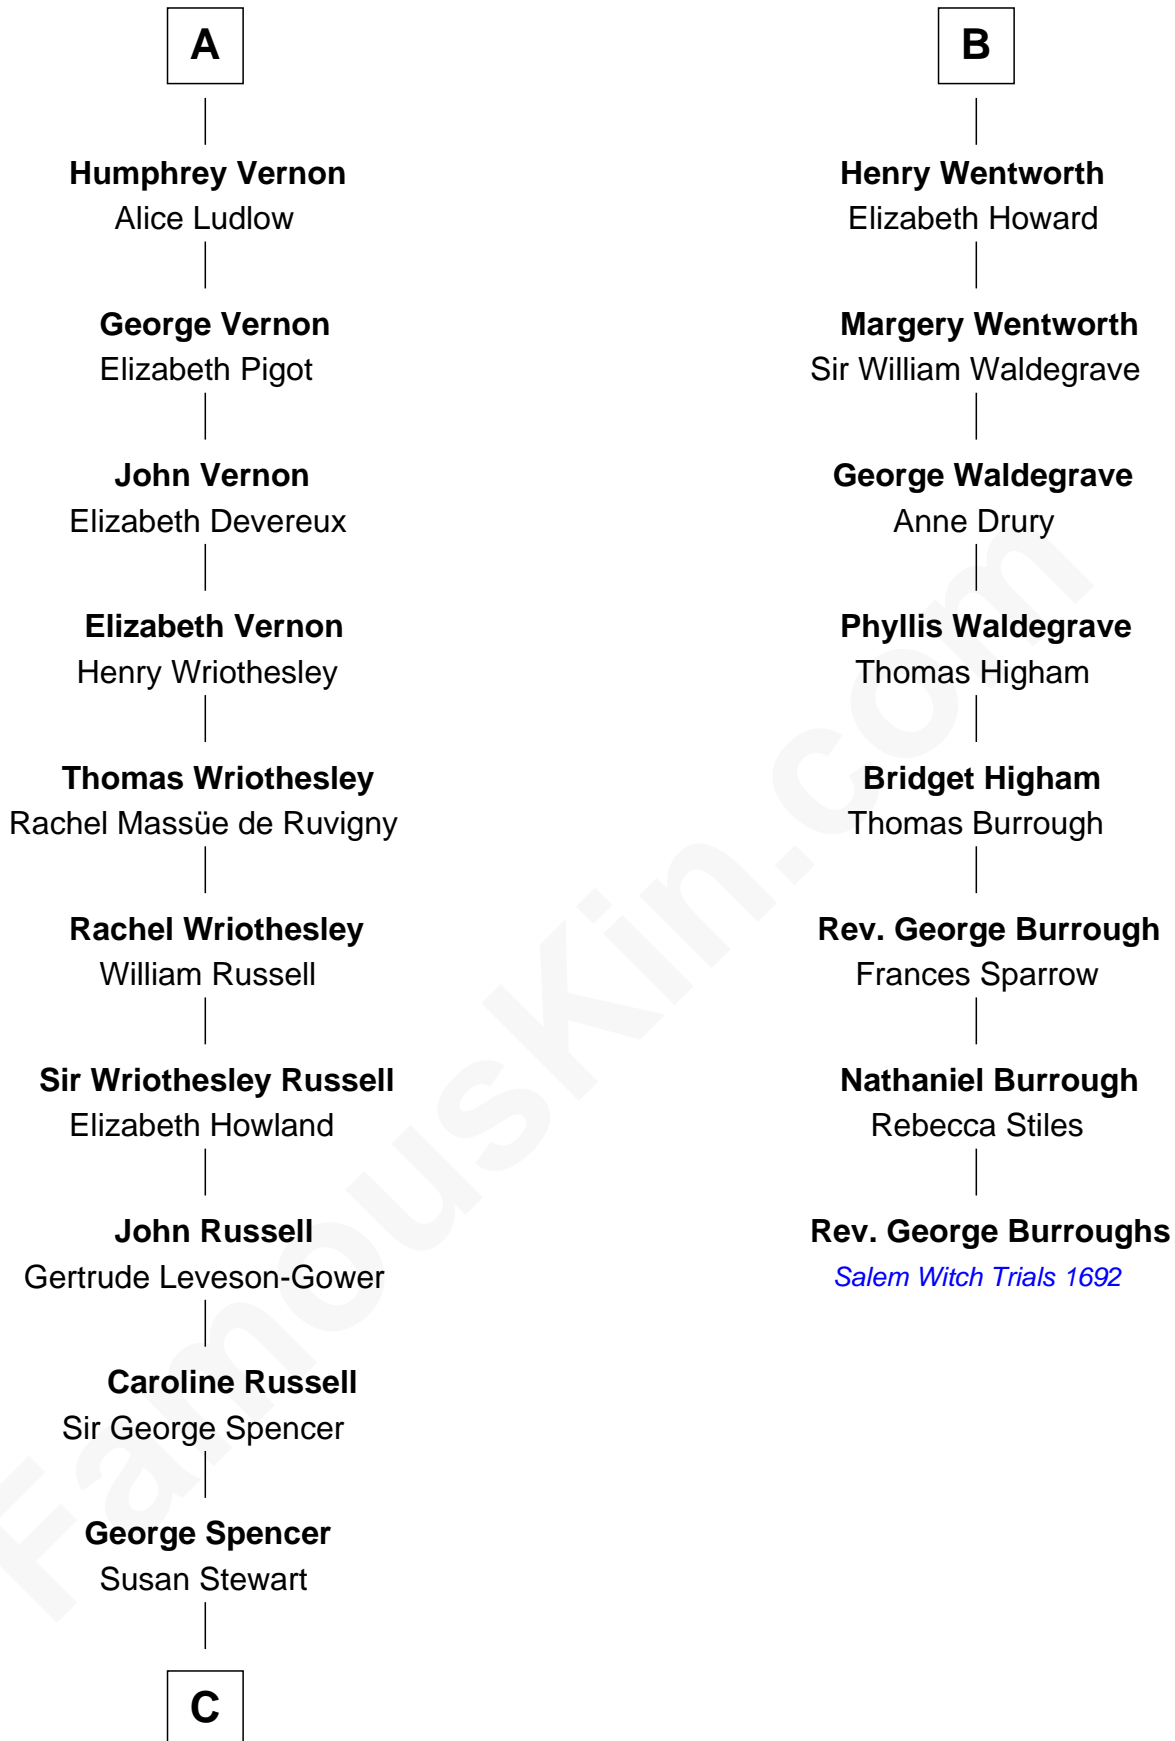 A
Humphrey Vernon
Alice Ludlow
George Vernon
Elizabeth Pigot
John Vernon
Elizabeth Devereux
Elizabeth Vernon
Henry Wriothesley
Thomas Wriothesley
Rachel Massüe de Ruvigny
Rachel Wriothesley
William Russell
Sir Wriothesley Russell
Elizabeth Howland
John Russell
Gertrude Leveson-Gower
Caroline Russell
Sir George Spencer
George Spencer
Susan Stewart
C
B
Henry Wentworth
Elizabeth Howard
Margery Wentworth
Sir William Waldegrave
George Waldegrave
Anne Drury
Phyllis Waldegrave
Thomas Higham
Bridget Higham
Thomas Burrough
Rev. George Burrough
Frances Sparrow
Nathaniel Burrough
Rebecca Stiles
Rev. George Burroughs
Salem Witch Trials 1692
FamousKin.com